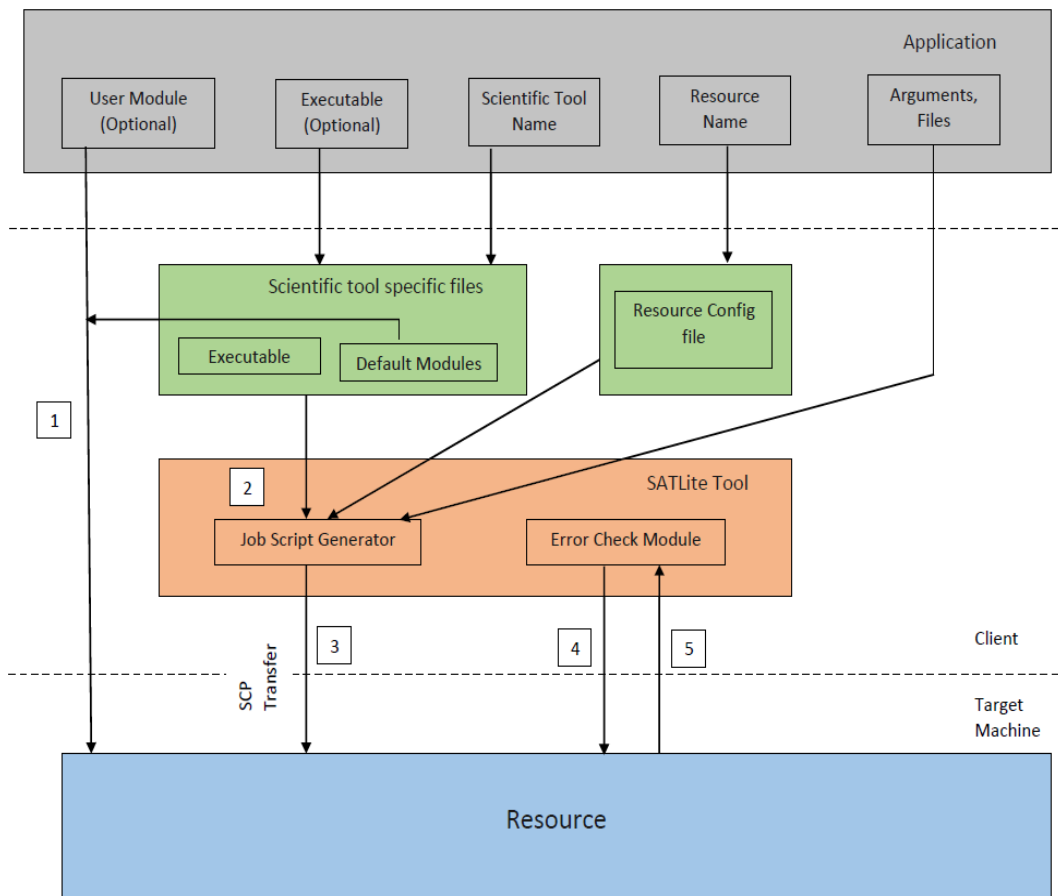 Application
User Module
(Optional)
Executable
(Optional)
Scientific Tool
Name
Resource
Name
Arguments,
Files
Scientific tool specific files
Executable
Default Modules
Resource Config
file
1
2
SATLite Tool
Job Script Generator
Error Check Module
SCP
Transfer
3
4
5
Client
Target
Machine
Resource